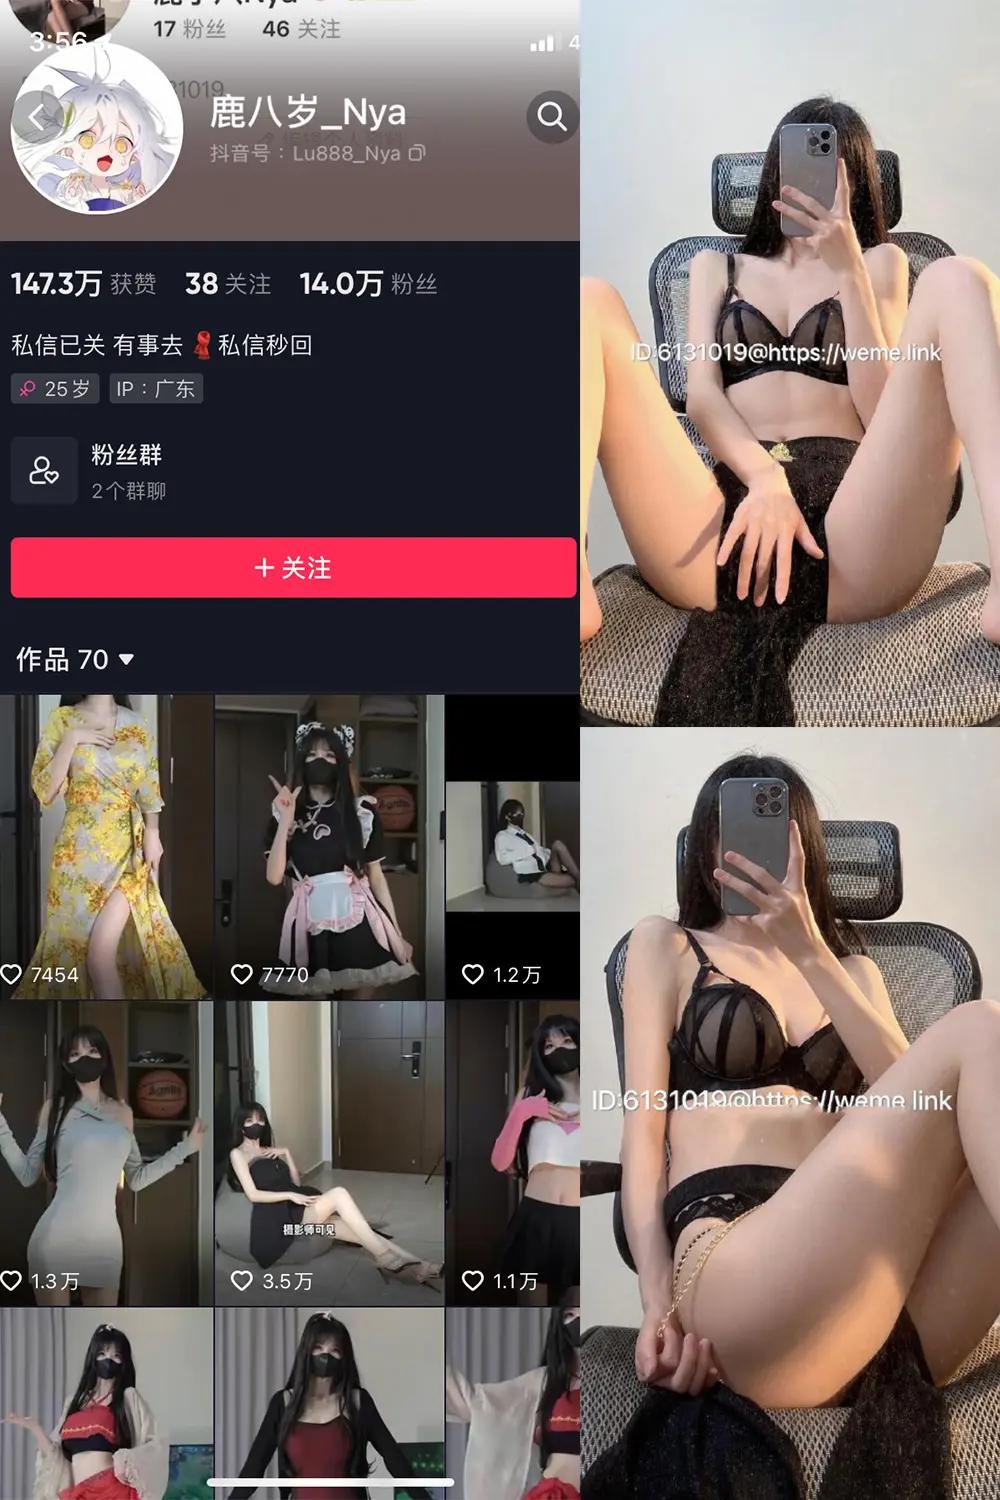 17 粉丝 46 关注
3:56
鹿八岁_Nya
抖音号：Lu888_Nya
147.3万 获赞 38 关注 14.0万 粉丝
私信已关 有事去 私信秒回
25岁 IP：广东
粉丝群
2个群聊
+ 关注
作品 70
7454
7770
1.2万
1.3万
摄影师可见
3.5万
1.1万
ID:6131019@https://weme.link
ID:6131019@https://weme.link